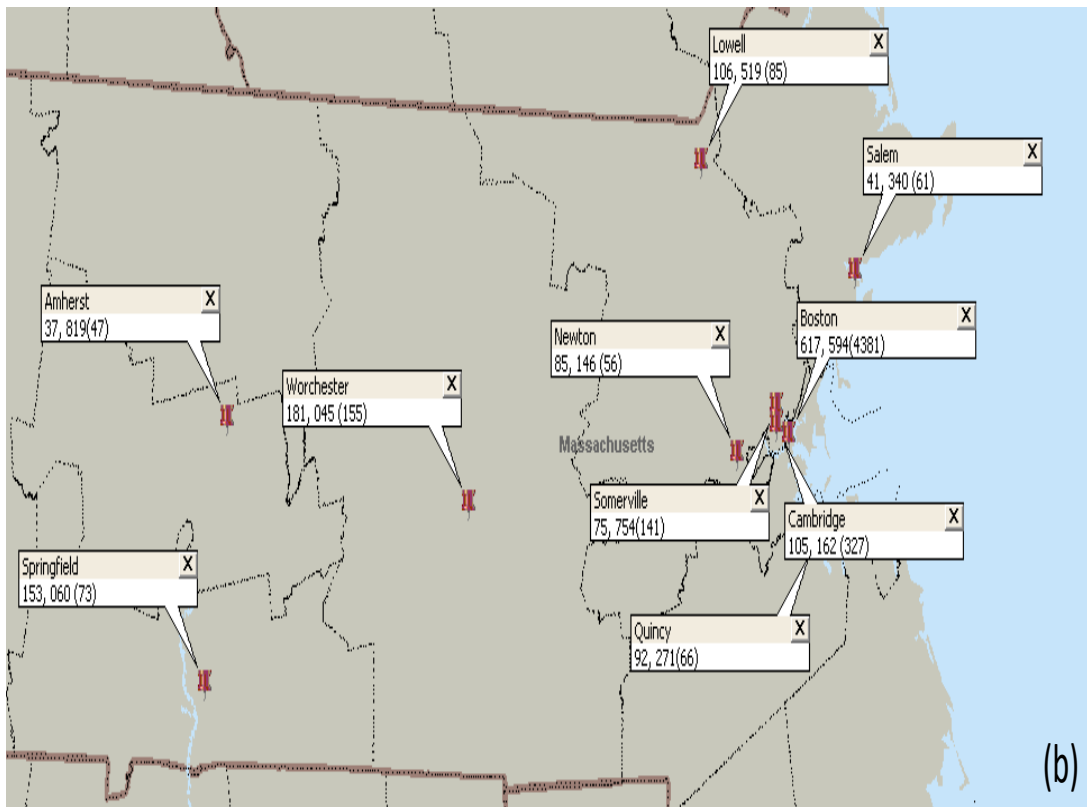 Lowell X
106, 519 (85)
Salem X
41, 340 (61)
Amherst X
37, 819(47)
Boston X
617, 594(4381)
Newton X
85, 146 (56)
Worchester X
181, 045 (155)
Massachusetts
Somerville X
75, 754(141)
Cambridge X
105, 162 (327)
Springfield X
153, 060 (73)
Quincy X
92, 271(66)
(b)